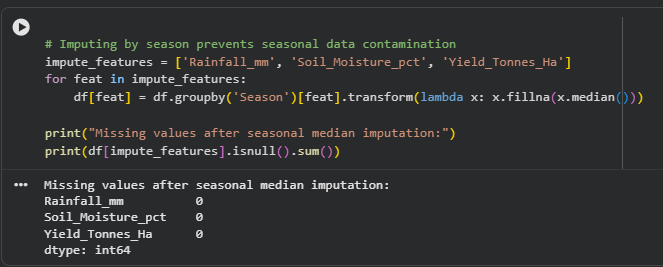 # Imputing by season prevents seasonal data contamination
impute_features = ['Rainfall_mm', 'Soil_Moisture_pct', 'Yield_Tonnes_Ha']
for feat in impute_features:
    df[feat] = df.groupby('Season')[feat].transform(lambda x: x.fillna(x.median()))

print("Missing values after seasonal median imputation:")
print(df[impute_features].isnull().sum())

Missing values after seasonal median imputation:
Rainfall_mm          0
Soil_Moisture_pct    0
Yield_Tonnes_Ha      0
dtype: int64